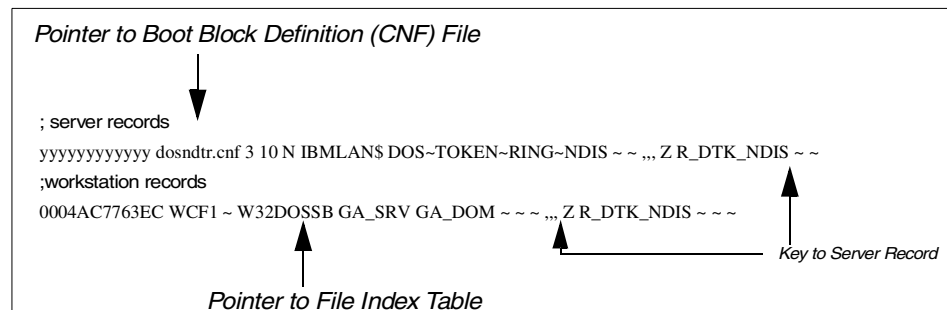 Pointer to Boot Block Definition (CNF) File
; server records
yyyyyyyyyyyy dosndtr.cnf 3 10 N IBMLAN$ DOS~TOKEN~RING~NDIS ~ ~ ,,, Z R_DTK_NDIS ~ ~
;workstation records
0004AC7763EC WCF1 ~ W32DOSSB GA_SRV GA_DOM ~ ~ ~ ,,, Z R_DTK_NDIS ~ ~ ~
Key to Server Record
Pointer to File Index Table